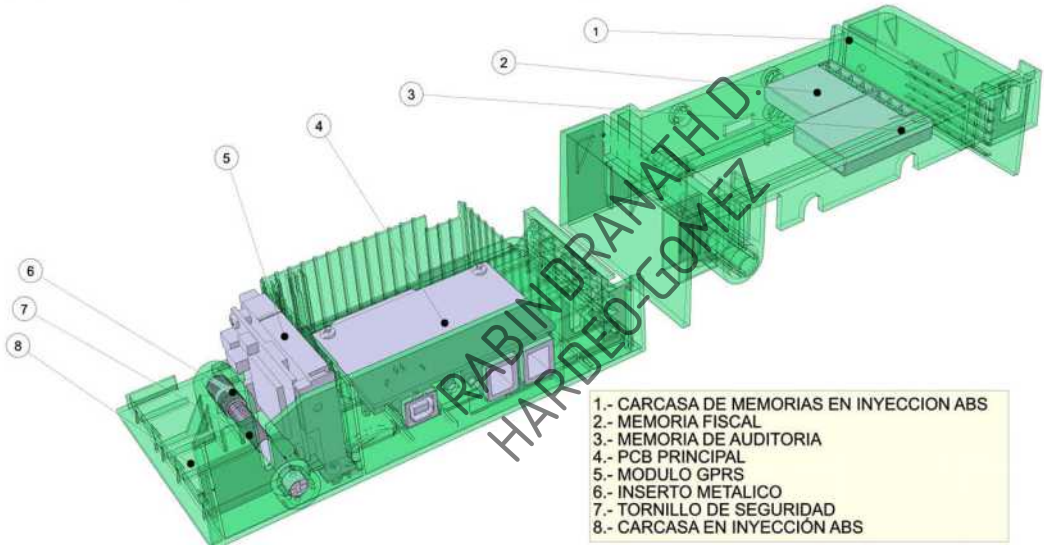 1
2
3
4
5
6
7
8
RABINDRANATH D
HARDEO-GOMEZ
1.- CARCASA DE MEMORIAS EN INYECCION ABS
2.- MEMORIA FISCAL
3.- MEMORIA DE AUDITORIA
4.- PCB PRINCIPAL
5.- MODULO GPRS
6.- INSERTO METALICO
7.- TORNILLO DE SEGURIDAD
8.- CARCASA EN INYECCIÓN ABS